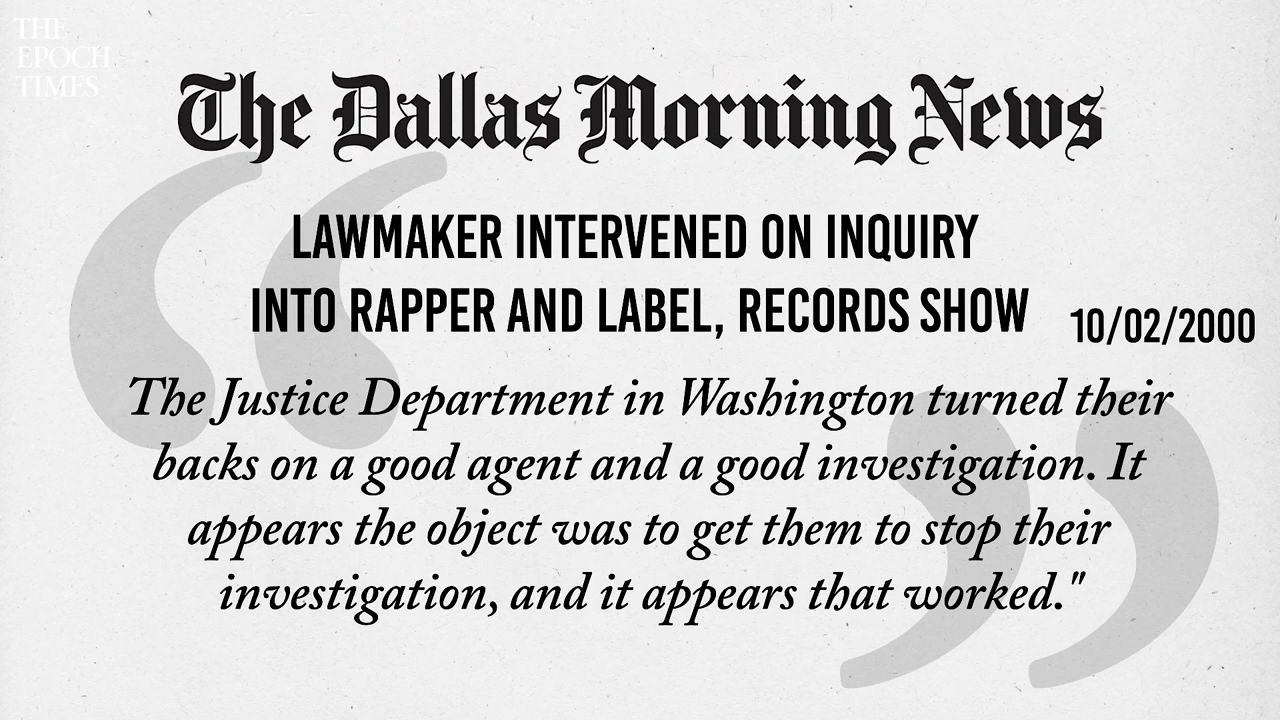 THE
EPOCH
TIMES
The Dallas Morning News
LAWMAKER INTERVENED ON INQUIRY
INTO RAPPER AND LABEL, RECORDS SHOW
10/02/2000
The Justice Department in Washington turned their
backs on a good agent and a good investigation. It
appears the object was to get them to stop their
investigation, and it appears that worked."